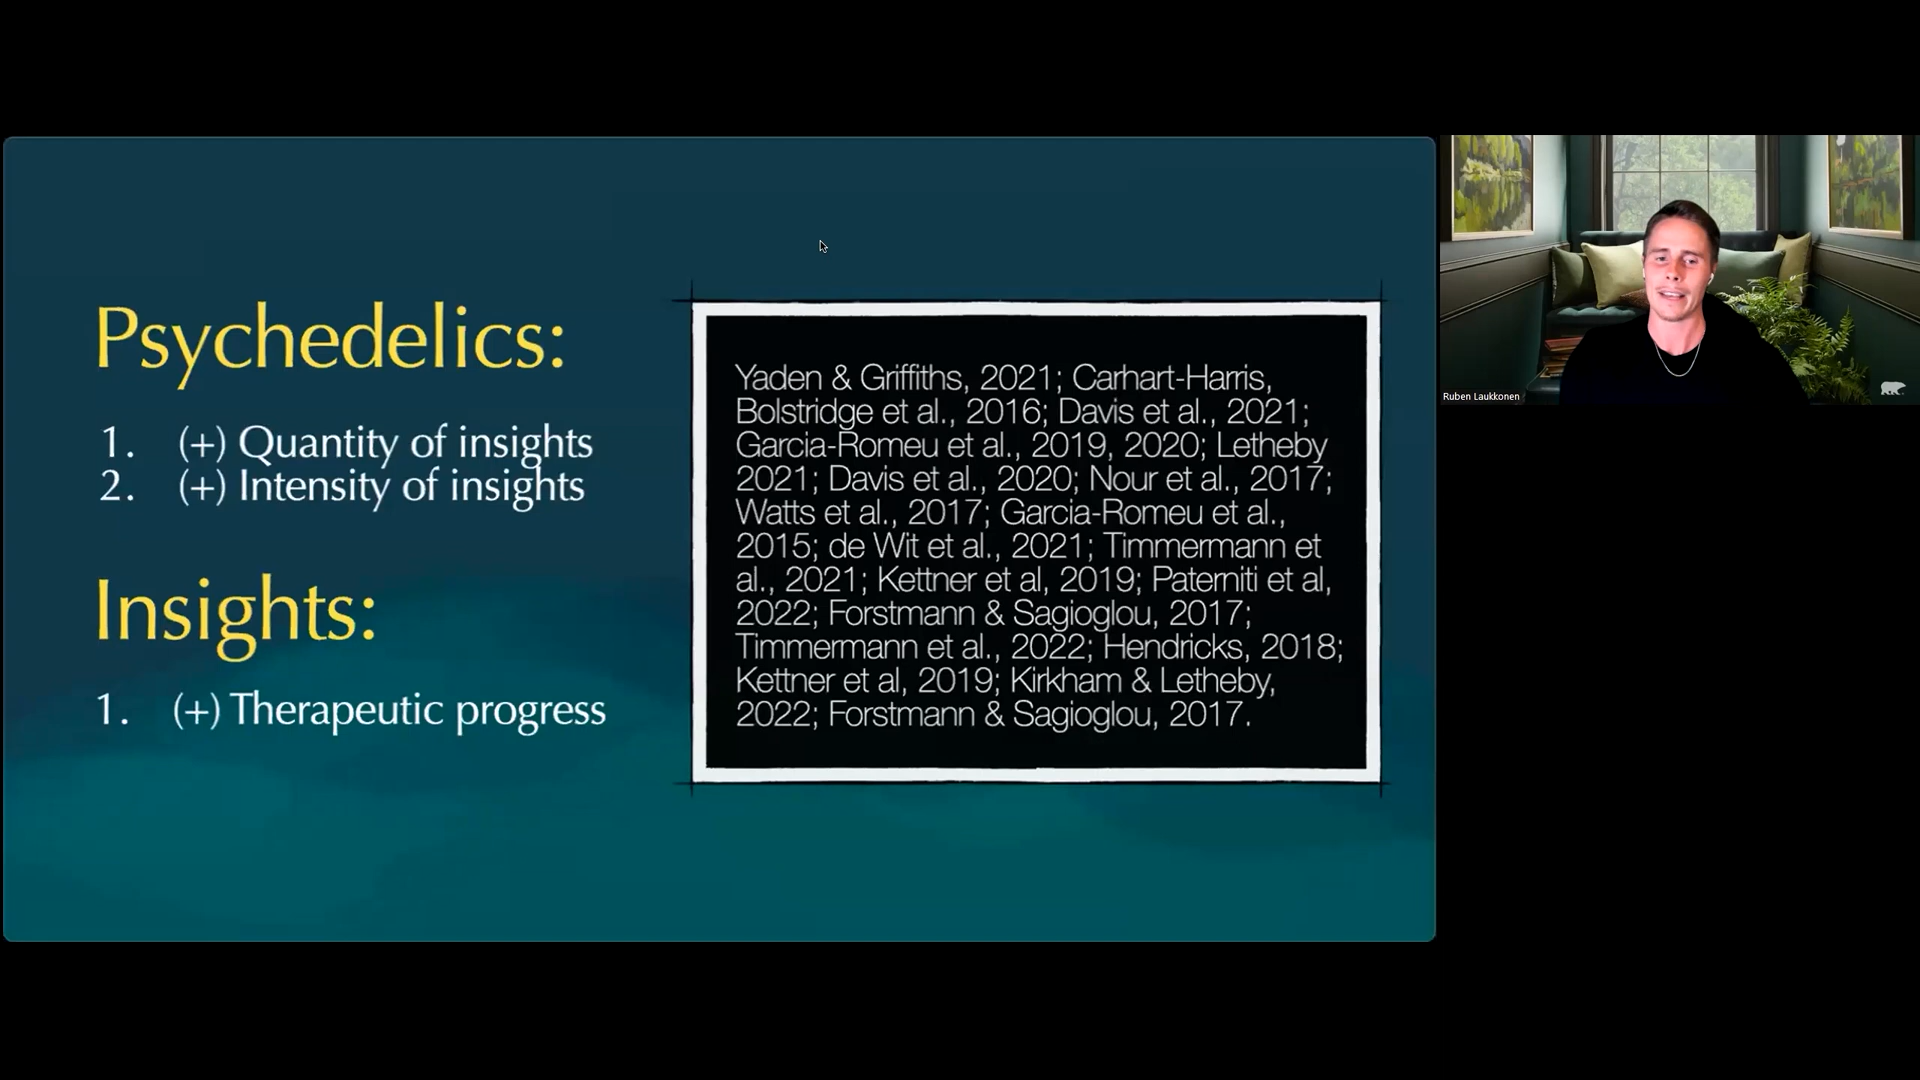 Psychedelics:
1. (+) Quantity of insights
2. (+) Intensity of insights
Insights:
1. (+) Therapeutic progress
Yaden & Griffiths, 2021; Carhart-Harris,
Bolstridge et al., 2016; Davis et al., 2021;
Garcia-Romeu et al., 2019, 2020; Letheby
2021; Davis et al., 2020; Nour et al., 2017;
Watts et al., 2017; Garcia-Romeu et al.,
2015; de Wit et al., 2021; Timmermann et
al., 2021; Kettner et al, 2019; Paterniti et al,
2022; Forstmann & Sagioglou, 2017;
Timmermann et al., 2022; Hendricks, 2018;
Kettner et al, 2019; Kirkham & Letheby,
2022; Forstmann & Sagioglou, 2017.
Ruben Laukkonen